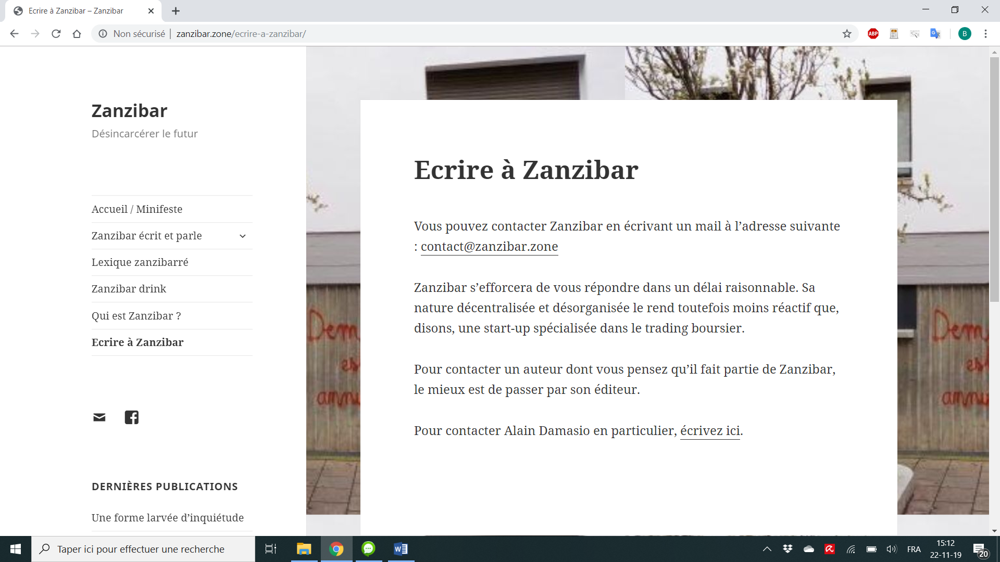 Ecrire à Zanzibar – Zanzibar
Non sécurisé | zanzibar.zone/ecrire-a-zanzibar/
ABP
B
Zanzibar
Désincarcérer le futur
Accueil / Minifeste
Zanzibar écrit et parle
Lexique zanzibarré
Zanzibar drink
Qui est Zanzibar ?
Ecrire à Zanzibar
DERNIÈRES PUBLICATIONS
Une forme larvée d’inquiétude
Ecrire à Zanzibar
Vous pouvez contacter Zanzibar en écrivant un mail à l’adresse suivante
: contact@zanzibar.zone
Zanzibar s’efforcera de vous répondre dans un délai raisonnable. Sa
nature décentralisée et désorganisée le rend toutefois moins réactif que,
disons, une start-up spécialisée dans le trading boursier.
Pour contacter un auteur dont vous pensez qu’il fait partie de Zanzibar,
le mieux est de passer par son éditeur.
Pour contacter Alain Damasio en particulier, écrivez ici.
Dem
es
annu
Dem
est
annu
Taper ici pour effectuer une recherche
FRA
15:12
22-11-19
20